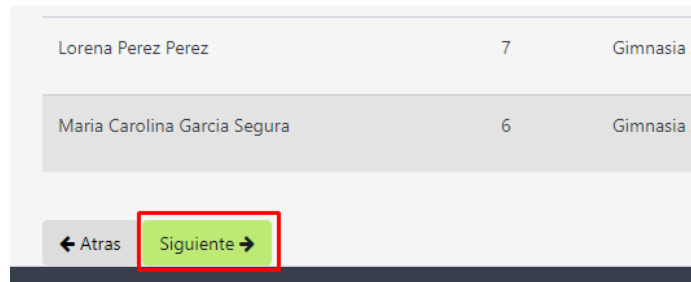 Lorena Perez Perez 7 Gimnasia
Maria Carolina Garcia Segura 6 Gimnasia
Atras Siguiente